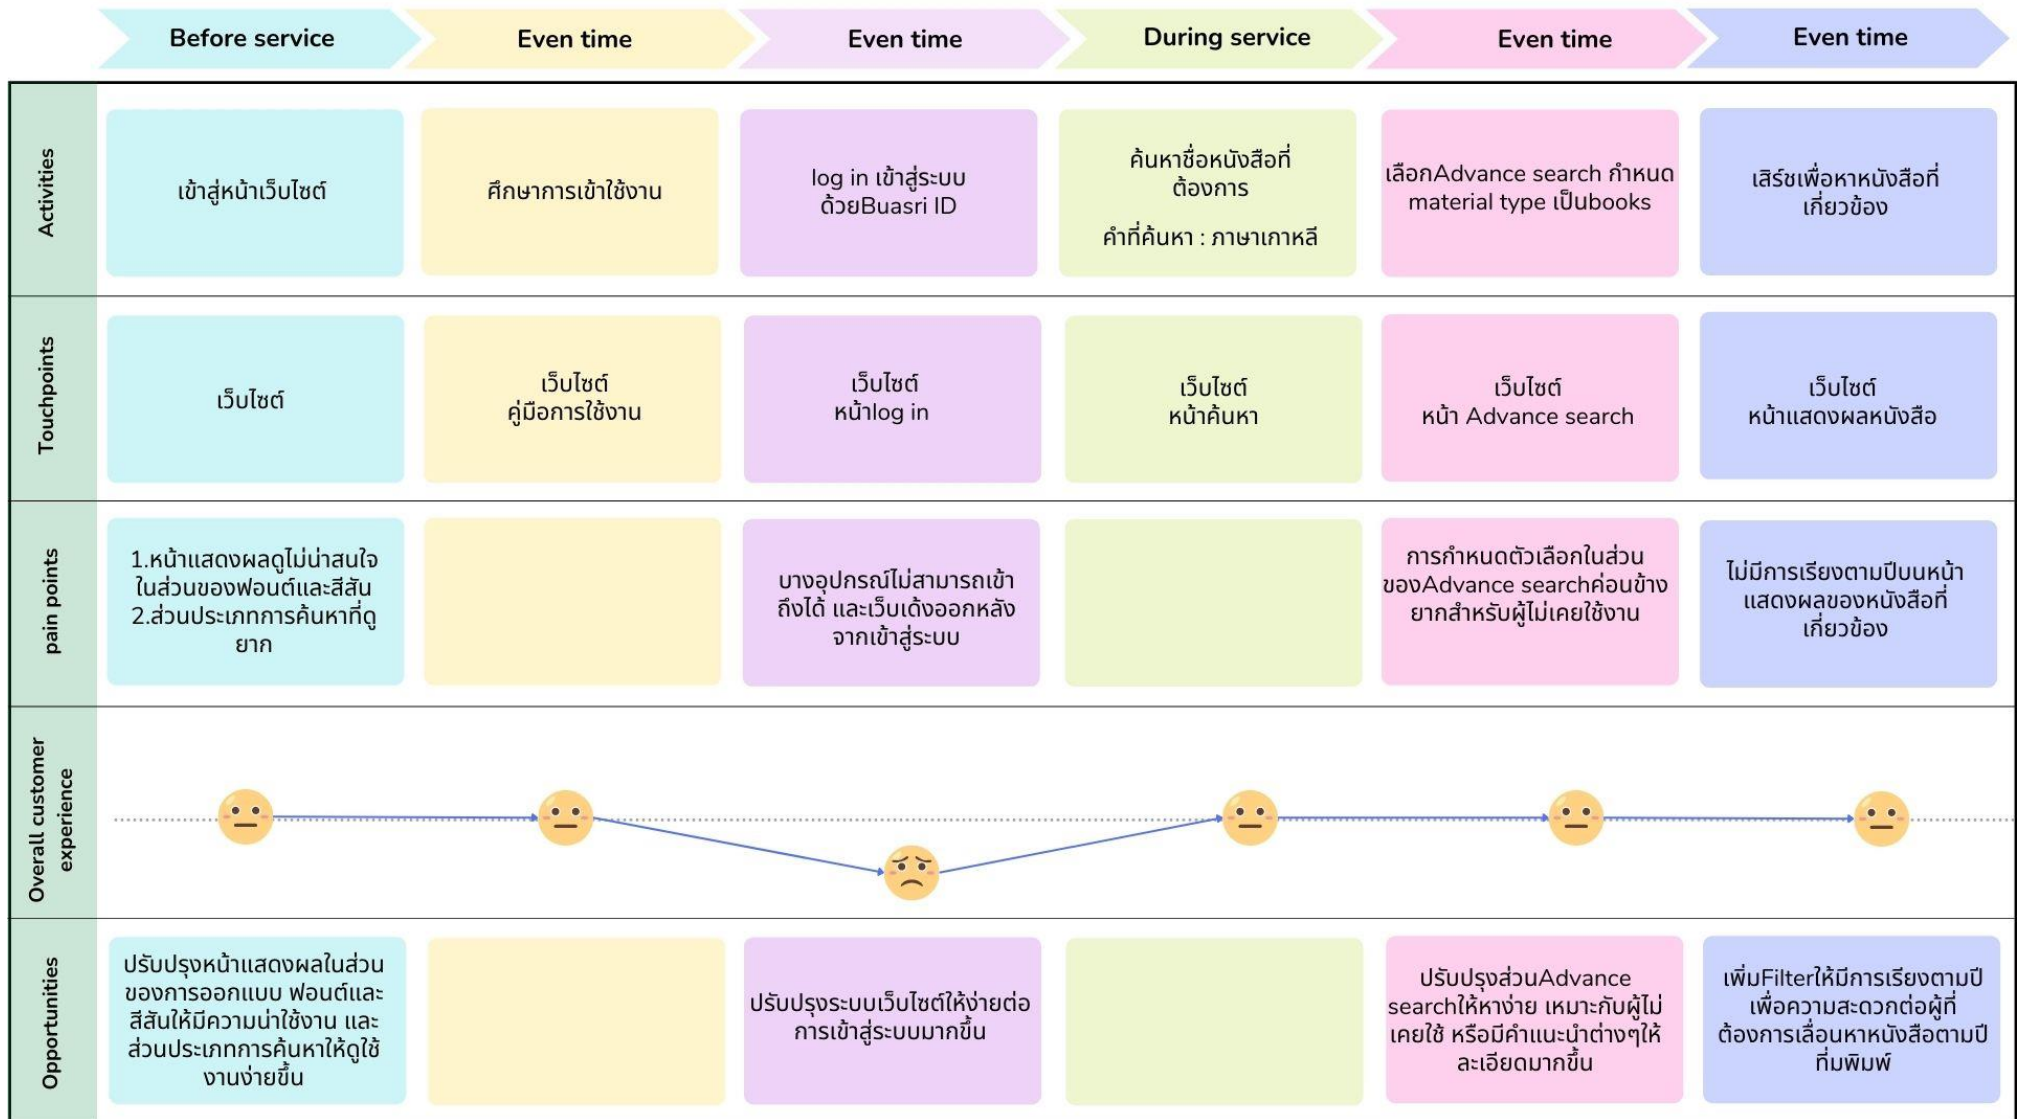 Before service
Even time
Even time
During service
Even time
Even time
Activities
เข้าสู่หน้าเว็บไซต์
ศึกษาการเข้าใช้งาน
log in เข้าสู่ระบบ
ด้วยBuasri ID
ค้นหาชื่อหนังสือที่
ต้องการ
คำที่ค้นหา : ภาษาเกาหลี
เลือกAdvance search กำหนด
material type เป็นbooks
เสิร์ชเพื่อหาหนังสือที่
เกี่ยวข้อง
Touchpoints
เว็บไซต์
เว็บไซต์
คู่มือการใช้งาน
เว็บไซต์
หน้าlog in
เว็บไซต์
หน้าค้นหา
เว็บไซต์
หน้า Advance search
เว็บไซต์
หน้าแสดงผลหนังสือ
pain points
1.หน้าแสดงผลดูไม่น่าสนใจ
ในส่วนของฟอนต์และสีสัน
2.ส่วนประเภทการค้นหาที่ดู
ยาก
บางอุปกรณ์ไม่สามารถเข้า
ถึงได้ และเว็บเด้งออกหลัง
จากเข้าสู่ระบบ
การกำหนดตัวเลือกในส่วน
ของAdvance searchค่อนข้าง
ยากสำหรับผู้ไม่เคยใช้งาน
ไม่มีการเรียงตามปีบนหน้า
แสดงผลของหนังสือที่
เกี่ยวข้อง
Overall customer
experience
Opportunities
ปรับปรุงหน้าแสดงผลในส่วน
ของการออกแบบ ฟอนต์และ
สีสันให้มีความน่าใช้งาน และ
ส่วนประเภทการค้นหาให้ดูใช้
งานง่ายขึ้น
ปรับปรุงระบบเว็บไซต์ให้ง่ายต่อ
การเข้าสู่ระบบมากขึ้น
ปรับปรุงส่วนAdvance
searchให้หาง่าย เหมาะกับผู้ไม่
เคยใช้ หรือมีคำแนะนำต่างๆให้
ละเอียดมากขึ้น
เพิ่มFilterให้มีการเรียงตามปี
เพื่อความสะดวกต่อผู้ที่
ต้องการเลื่อนหาหนังสือตามปี
ที่มพิมพ์